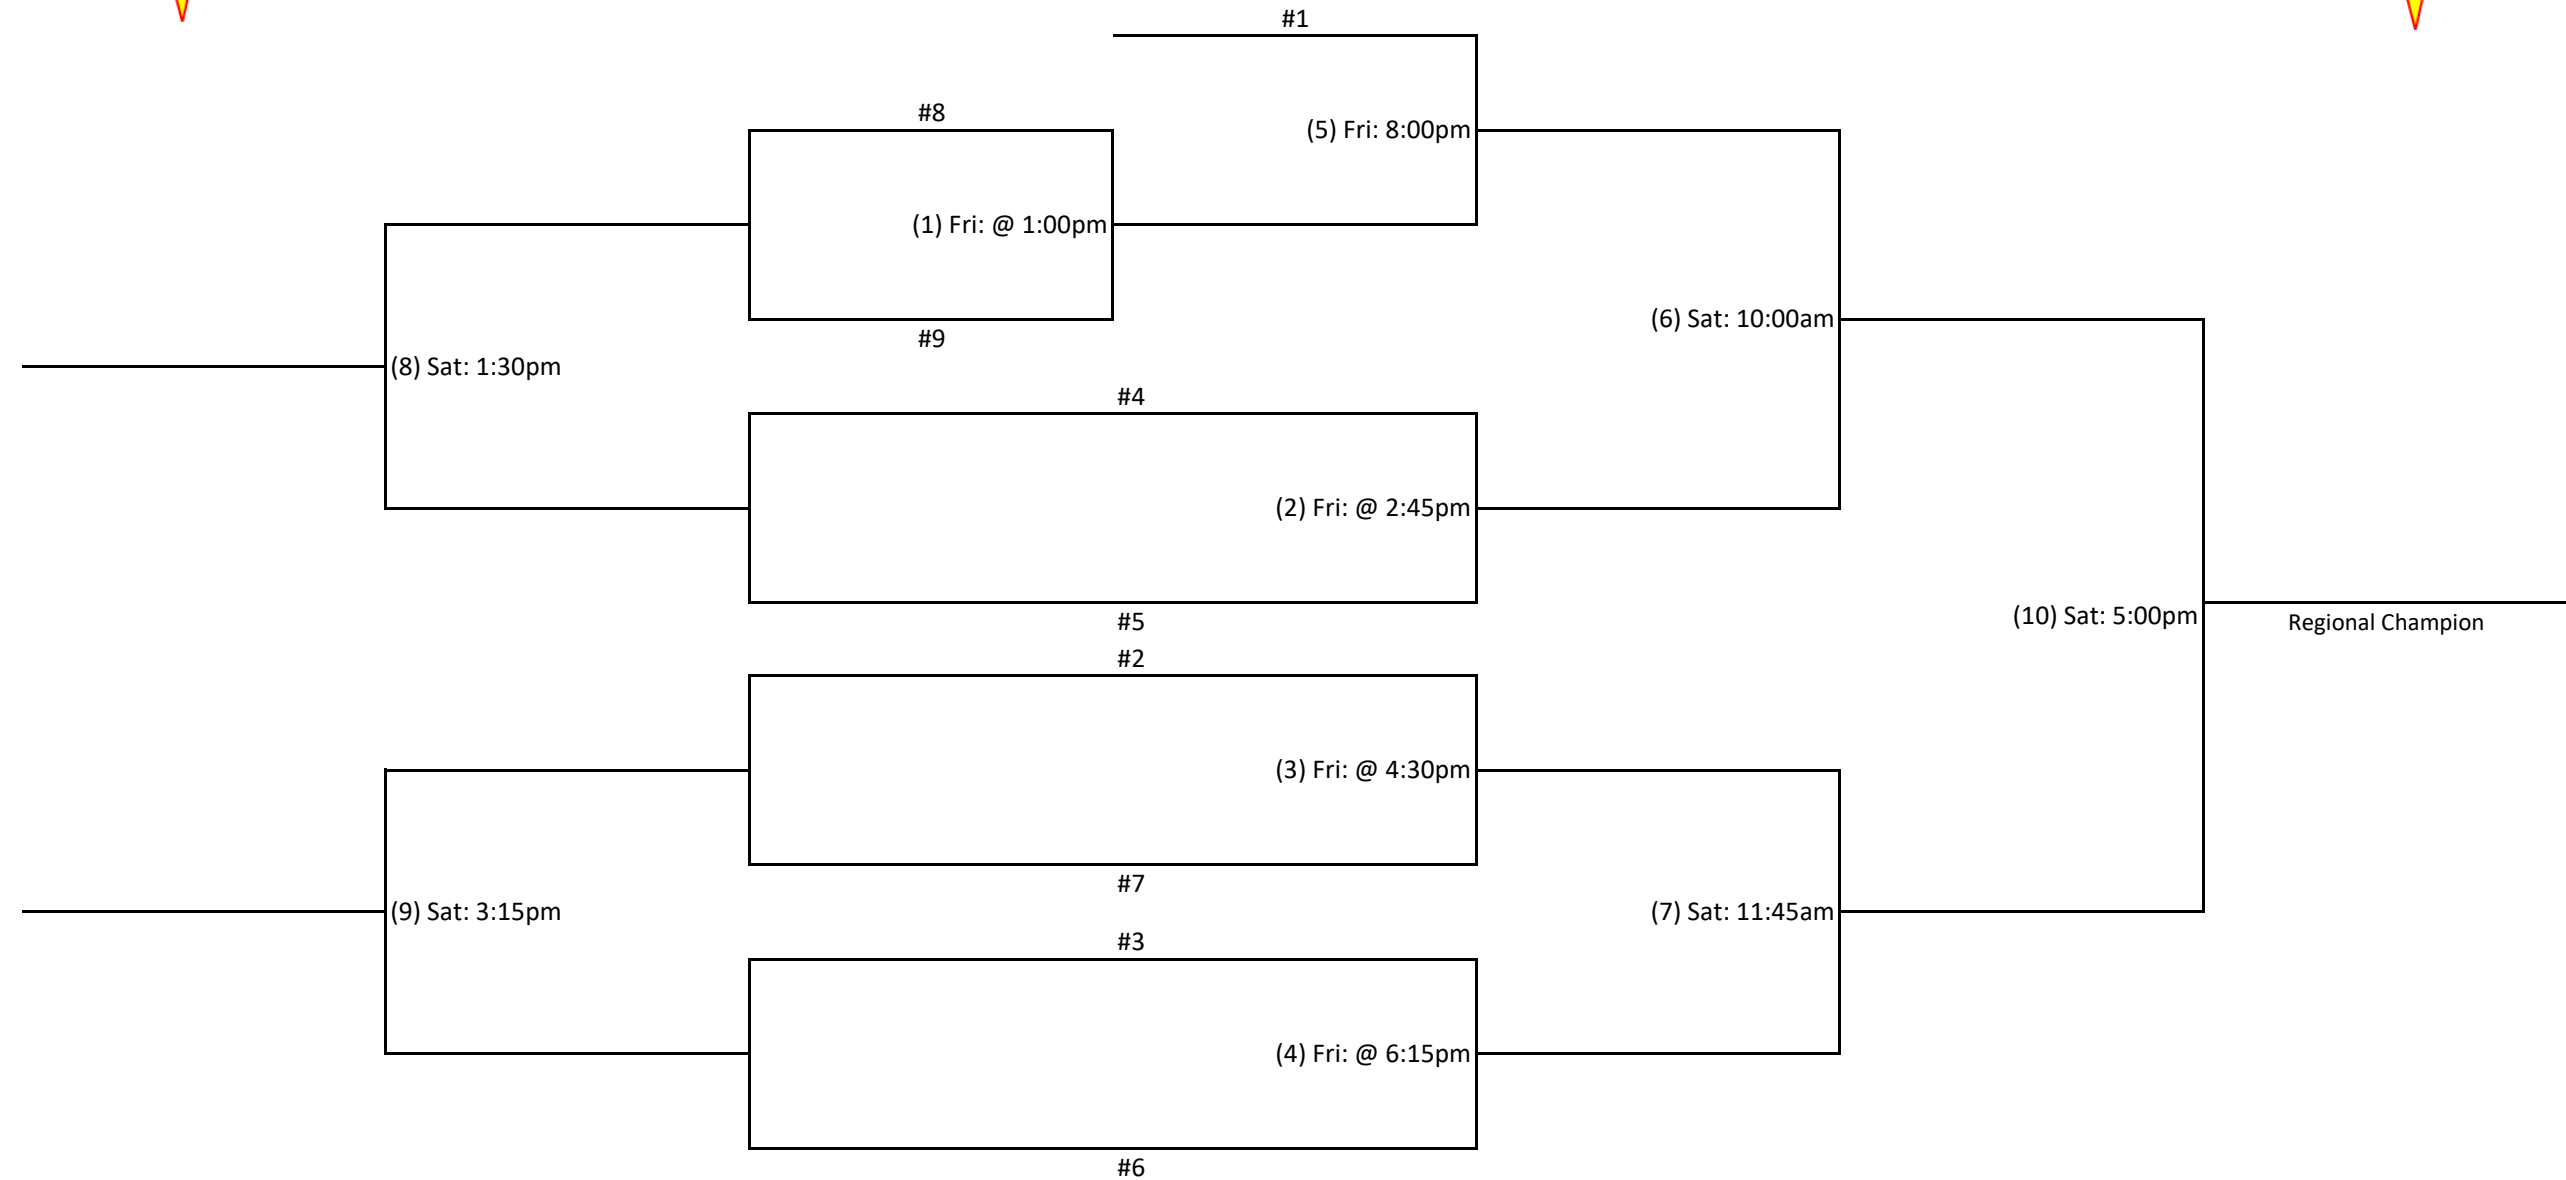 #1
#8
(5) Fri: 8:00pm
(1) Fri: @ 1:00pm
(6) Sat: 10:00am
#9
(8) Sat: 1:30pm
#4
(2) Fri: @ 2:45pm
#5
(10) Sat: 5:00pm
Regional Champion
#2
(3) Fri: @ 4:30pm
#7
(9) Sat: 3:15pm
(7) Sat: 11:45am
#3
(4) Fri: @ 6:15pm
#6